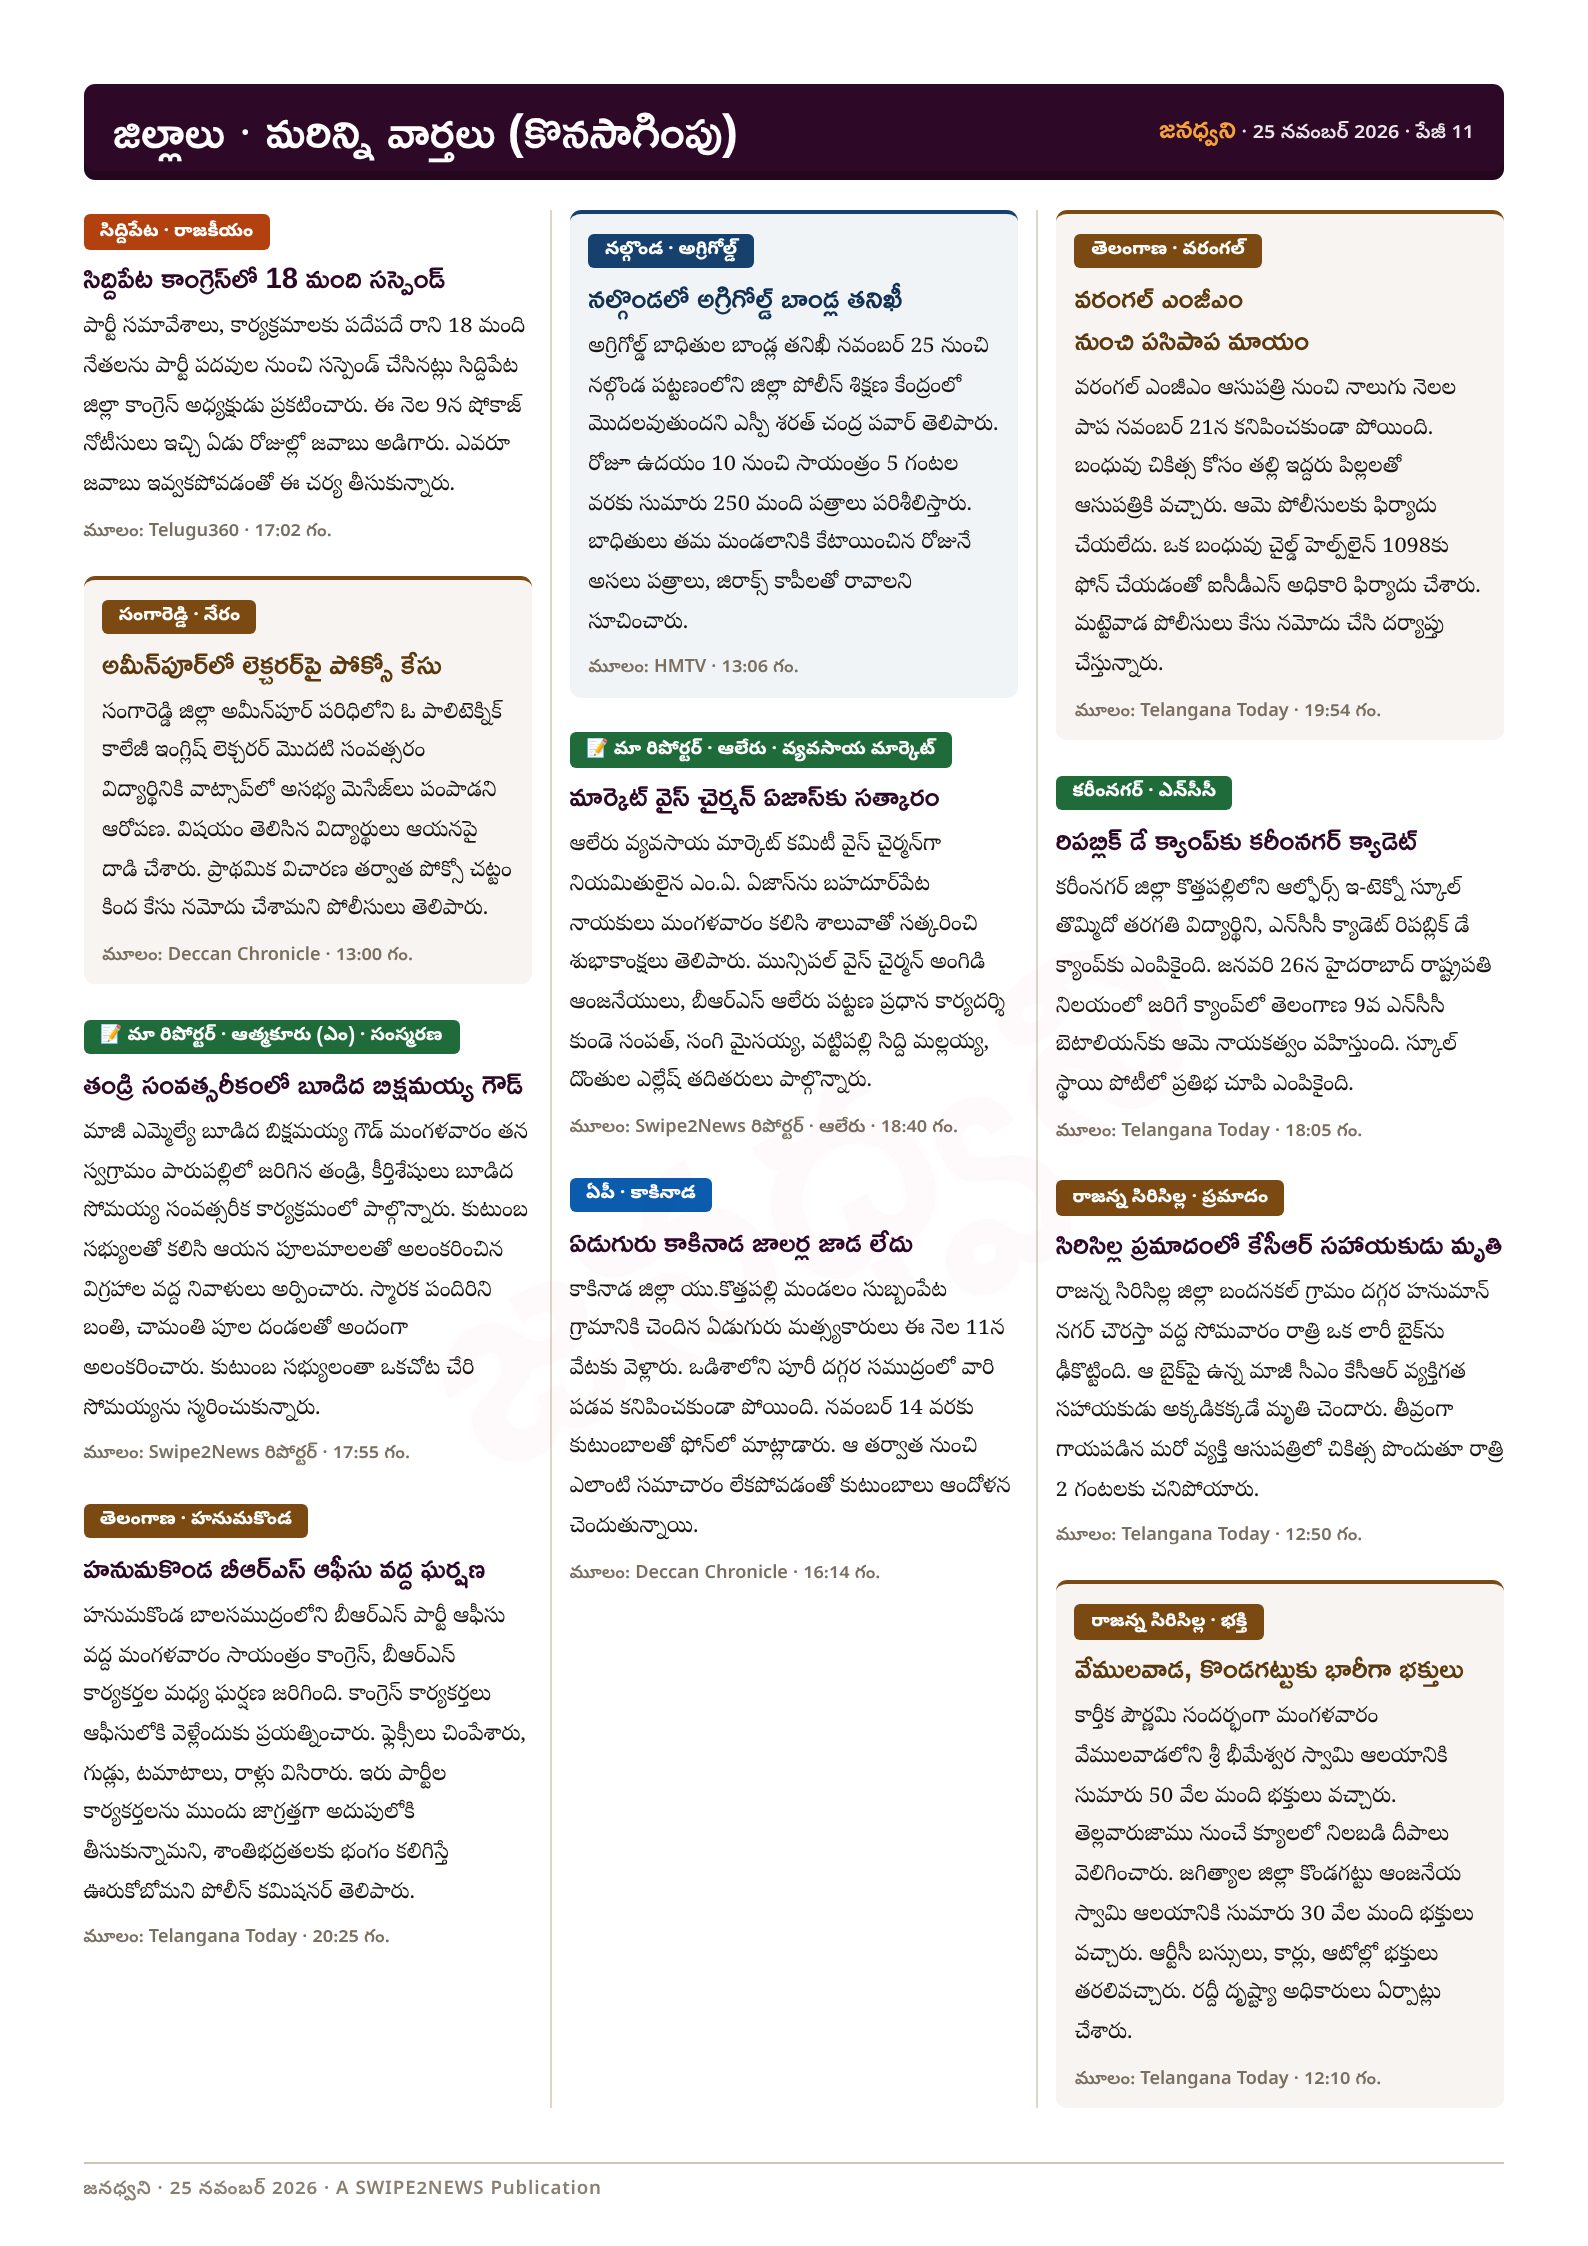 జిల్లాలు · మరిన్ని వార్తలు (కొనసాగింపు)
జనధ్వని · 25 నవంబర్ 2026 · పేజీ 11
సిద్దిపేట · రాజకీయం
సిద్దిపేట కాంగ్రెస్‌లో 18 మంది సస్పెండ్
పార్టీ సమావేశాలు, కార్యక్రమాలకు పదేపదే రాని 18 మంది
నేతలను పార్టీ పదవుల నుంచి సస్పెండ్ చేసినట్లు సిద్దిపేట
జిల్లా కాంగ్రెస్ అధ్యక్షుడు ప్రకటించారు. ఈ నెల 9న షోకాజ్
నోటీసులు ఇచ్చి ఏడు రోజుల్లో జవాబు అడిగారు. ఎవరూ
జవాబు ఇవ్వకపోవడంతో ఈ చర్య తీసుకున్నారు.
మూలం: Telugu360 · 17:02 గం.
సంగారెడ్డి · నేరం
అమీన్‌పూర్‌లో లెక్చరర్‌పై పోక్సో కేసు
సంగారెడ్డి జిల్లా అమీన్‌పూర్ పరిధిలోని ఓ పాలిటెక్నిక్
కాలేజీ ఇంగ్లిష్ లెక్చరర్ మొదటి సంవత్సరం
విద్యార్థినికి వాట్సాప్‌లో అసభ్య మెసేజ్‌లు పంపాడని
ఆరోపణ. విషయం తెలిసిన విద్యార్థులు ఆయనపై
దాడి చేశారు. ప్రాథమిక విచారణ తర్వాత పోక్సో చట్టం
కింద కేసు నమోదు చేశామని పోలీసులు తెలిపారు.
మూలం: Deccan Chronicle · 13:00 గం.
📝 మా రిపోర్టర్ · ఆత్మకూరు (ఎం) · సంస్మరణ
తండ్రి సంవత్సరీకంలో బూడిద బిక్షమయ్య గౌడ్
మాజీ ఎమ్మెల్యే బూడిద బిక్షమయ్య గౌడ్ మంగళవారం తన
స్వగ్రామం పారుపల్లిలో జరిగిన తండ్రి, కీర్తిశేషులు బూడిద
సోమయ్య సంవత్సరీక కార్యక్రమంలో పాల్గొన్నారు. కుటుంబ
సభ్యులతో కలిసి ఆయన పూలమాలలతో అలంకరించిన
విగ్రహాల వద్ద నివాళులు అర్పించారు. స్మారక పందిరిని
బంతి, చామంతి పూల దండలతో అందంగా
అలంకరించారు. కుటుంబ సభ్యులంతా ఒకచోట చేరి
సోమయ్యను స్మరించుకున్నారు.
మూలం: Swipe2News రిపోర్టర్ · 17:55 గం.
తెలంగాణ · హనుమకొండ
హనుమకొండ బీఆర్ఎస్ ఆఫీసు వద్ద ఘర్షణ
హనుమకొండ బాలసముద్రంలోని బీఆర్ఎస్ పార్టీ ఆఫీసు
వద్ద మంగళవారం సాయంత్రం కాంగ్రెస్, బీఆర్ఎస్
కార్యకర్తల మధ్య ఘర్షణ జరిగింది. కాంగ్రెస్ కార్యకర్తలు
ఆఫీసులోకి వెళ్లేందుకు ప్రయత్నించారు. ఫ్లెక్సీలు చింపేశారు,
గుడ్లు, టమాటాలు, రాళ్లు విసిరారు. ఇరు పార్టీల
కార్యకర్తలను ముందు జాగ్రత్తగా అదుపులోకి
తీసుకున్నామని, శాంతిభద్రతలకు భంగం కలిగిస్తే
ఊరుకోబోమని పోలీస్ కమిషనర్ తెలిపారు.
మూలం: Telangana Today · 20:25 గం.
నల్గొండ · అగ్రిగోల్డ్
నల్గొండలో అగ్రిగోల్డ్ బాండ్ల తనిఖీ
అగ్రిగోల్డ్ బాధితుల బాండ్ల తనిఖీ నవంబర్ 25 నుంచి
నల్గొండ పట్టణంలోని జిల్లా పోలీస్ శిక్షణ కేంద్రంలో
మొదలవుతుందని ఎస్పీ శరత్ చంద్ర పవార్ తెలిపారు.
రోజూ ఉదయం 10 నుంచి సాయంత్రం 5 గంటల
వరకు సుమారు 250 మంది పత్రాలు పరిశీలిస్తారు.
బాధితులు తమ మండలానికి కేటాయించిన రోజునే
అసలు పత్రాలు, జిరాక్స్ కాపీలతో రావాలని
సూచించారు.
మూలం: HMTV · 13:06 గం.
📝 మా రిపోర్టర్ · ఆలేరు · వ్యవసాయ మార్కెట్
మార్కెట్ వైస్ చైర్మన్ ఏజాస్‌కు సత్కారం
ఆలేరు వ్యవసాయ మార్కెట్ కమిటీ వైస్ చైర్మన్‌గా
నియమితులైన ఎం.ఏ. ఏజాస్‌ను బహదూర్‌పేట
నాయకులు మంగళవారం కలిసి శాలువాతో సత్కరించి
శుభాకాంక్షలు తెలిపారు. మున్సిపల్ వైస్ చైర్మన్ అంగిడి
ఆంజనేయులు, బీఆర్ఎస్ ఆలేరు పట్టణ ప్రధాన కార్యదర్శి
కుండె సంపత్, సంగి మైసయ్య, వట్టిపల్లి సిద్ది మల్లయ్య,
దొంతుల ఎల్లేష్ తదితరులు పాల్గొన్నారు.
మూలం: Swipe2News రిపోర్టర్ · ఆలేరు · 18:40 గం.
ఏపీ · కాకినాడ
ఏడుగురు కాకినాడ జాలర్ల జాడ లేదు
కాకినాడ జిల్లా యు.కొత్తపల్లి మండలం సుబ్బంపేట
గ్రామానికి చెందిన ఏడుగురు మత్స్యకారులు ఈ నెల 11న
వేటకు వెళ్లారు. ఒడిశాలోని పూరీ దగ్గర సముద్రంలో వారి
పడవ కనిపించకుండా పోయింది. నవంబర్ 14 వరకు
కుటుంబాలతో ఫోన్‌లో మాట్లాడారు. ఆ తర్వాత నుంచి
ఎలాంటి సమాచారం లేకపోవడంతో కుటుంబాలు ఆందోళన
చెందుతున్నాయి.
మూలం: Deccan Chronicle · 16:14 గం.
తెలంగాణ · వరంగల్
వరంగల్ ఎంజీఎం
నుంచి పసిపాప మాయం
వరంగల్ ఎంజీఎం ఆసుపత్రి నుంచి నాలుగు నెలల
పాప నవంబర్ 21న కనిపించకుండా పోయింది.
బంధువు చికిత్స కోసం తల్లి ఇద్దరు పిల్లలతో
ఆసుపత్రికి వచ్చారు. ఆమె పోలీసులకు ఫిర్యాదు
చేయలేదు. ఒక బంధువు చైల్డ్ హెల్ప్‌లైన్ 1098కు
ఫోన్ చేయడంతో ఐసీడీఎస్ అధికారి ఫిర్యాదు చేశారు.
మట్టెవాడ పోలీసులు కేసు నమోదు చేసి దర్యాప్తు
చేస్తున్నారు.
మూలం: Telangana Today · 19:54 గం.
కరీంనగర్ · ఎన్‌సీసీ
రిపబ్లిక్ డే క్యాంప్‌కు కరీంనగర్ క్యాడెట్
కరీంనగర్ జిల్లా కొత్తపల్లిలోని ఆల్ఫోర్స్ ఇ-టెక్నో స్కూల్
తొమ్మిదో తరగతి విద్యార్థిని, ఎన్‌సీసీ క్యాడెట్ రిపబ్లిక్ డే
క్యాంప్‌కు ఎంపికైంది. జనవరి 26న హైదరాబాద్ రాష్ట్రపతి
నిలయంలో జరిగే క్యాంప్‌లో తెలంగాణ 9వ ఎన్‌సీసీ
బెటాలియన్‌కు ఆమె నాయకత్వం వహిస్తుంది. స్కూల్
స్థాయి పోటీలో ప్రతిభ చూపి ఎంపికైంది.
మూలం: Telangana Today · 18:05 గం.
రాజన్న సిరిసిల్ల · ప్రమాదం
సిరిసిల్ల ప్రమాదంలో కేసీఆర్ సహాయకుడు మృతి
రాజన్న సిరిసిల్ల జిల్లా బందనకల్ గ్రామం దగ్గర హనుమాన్
నగర్ చౌరస్తా వద్ద సోమవారం రాత్రి ఒక లారీ బైక్‌ను
ఢీకొట్టింది. ఆ బైక్‌పై ఉన్న మాజీ సీఎం కేసీఆర్ వ్యక్తిగత
సహాయకుడు అక్కడికక్కడే మృతి చెందారు. తీవ్రంగా
గాయపడిన మరో వ్యక్తి ఆసుపత్రిలో చికిత్స పొందుతూ రాత్రి
2 గంటలకు చనిపోయారు.
మూలం: Telangana Today · 12:50 గం.
రాజన్న సిరిసిల్ల · భక్తి
వేములవాడ, కొండగట్టుకు భారీగా భక్తులు
కార్తీక పౌర్ణమి సందర్భంగా మంగళవారం
వేములవాడలోని శ్రీ భీమేశ్వర స్వామి ఆలయానికి
సుమారు 50 వేల మంది భక్తులు వచ్చారు.
తెల్లవారుజాము నుంచే క్యూలలో నిలబడి దీపాలు
వెలిగించారు. జగిత్యాల జిల్లా కొండగట్టు ఆంజనేయ
స్వామి ఆలయానికి సుమారు 30 వేల మంది భక్తులు
వచ్చారు. ఆర్టీసీ బస్సులు, కార్లు, ఆటోల్లో భక్తులు
తరలివచ్చారు. రద్దీ దృష్ట్యా అధికారులు ఏర్పాట్లు
చేశారు.
మూలం: Telangana Today · 12:10 గం.
జనధ్వని
జనధ్వని · 25 నవంబర్ 2026 · A SWIPE2NEWS Publication